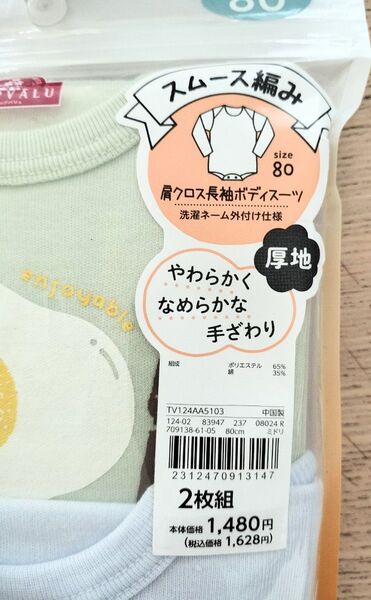 80
VALU
スムース編み
size
80
肩クロス長袖ボディスーツ
洗濯ネーム外付け仕様
厚地
やわらかく
なめらかな
手ざわり
enjoyable
組成 ポリエステル 65%
綿 35%
TV124AA5103 中国製
124-02 83947 237 08024 R
709138-61-05 80cm ミドリ
2312470913147
2枚組
本体価格 1,480円
(税込価格 1,628円)